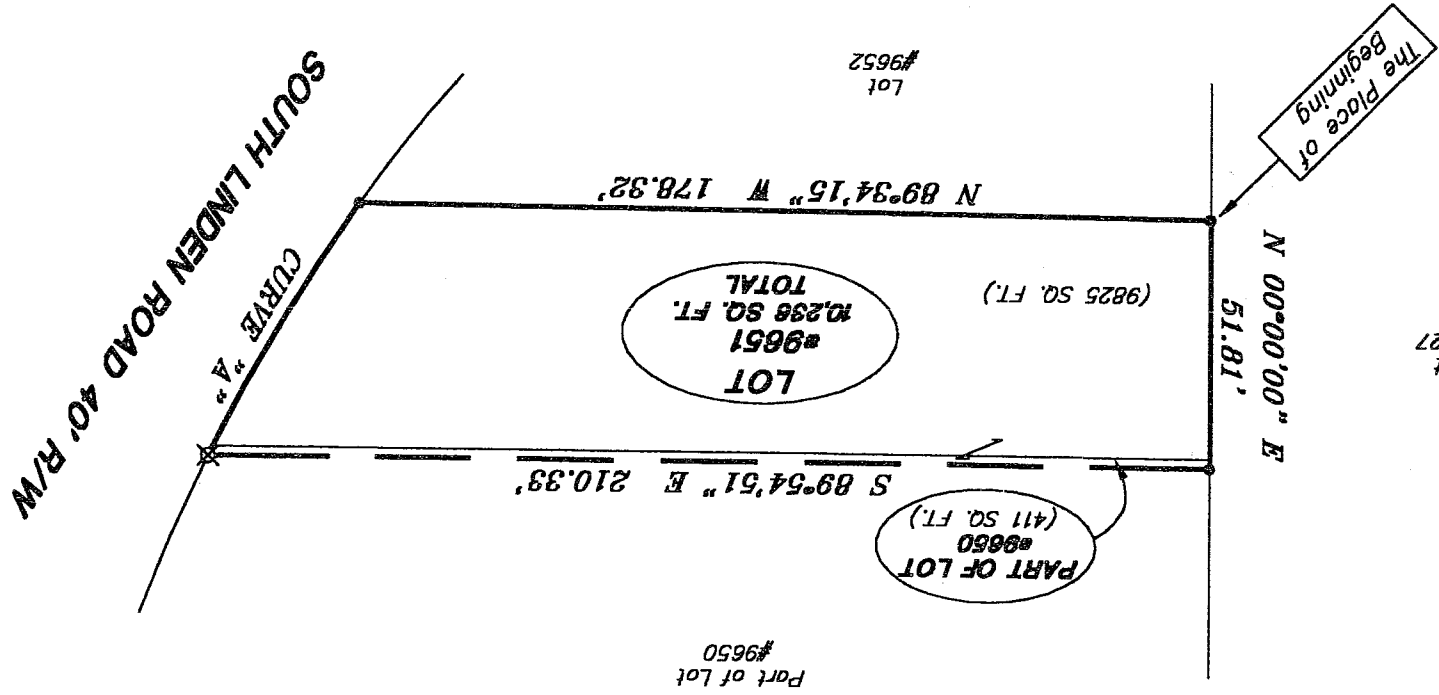 Part of Lot
#9650
PART OF LOT
#9650
(411 SQ. FT.)
S 89°54'51" E 210.33'
LOT
#9651
10,236 SQ. FT.
TOTAL
(9825 SQ. FT.)
N 00°00'00" E
51.81'
CURVE "A"
SOUTH LINDEN ROAD 40' R/W
N 89°34'15" W 178.32'
The Place of
Beginning
Lot
#9652
27